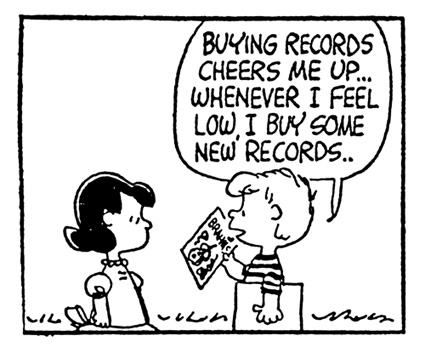 BUYING RECORDS
CHEERS ME UP...
WHENEVER I FEEL
LOW, I BUY SOME
NEW RECORDS..
BRAHMS